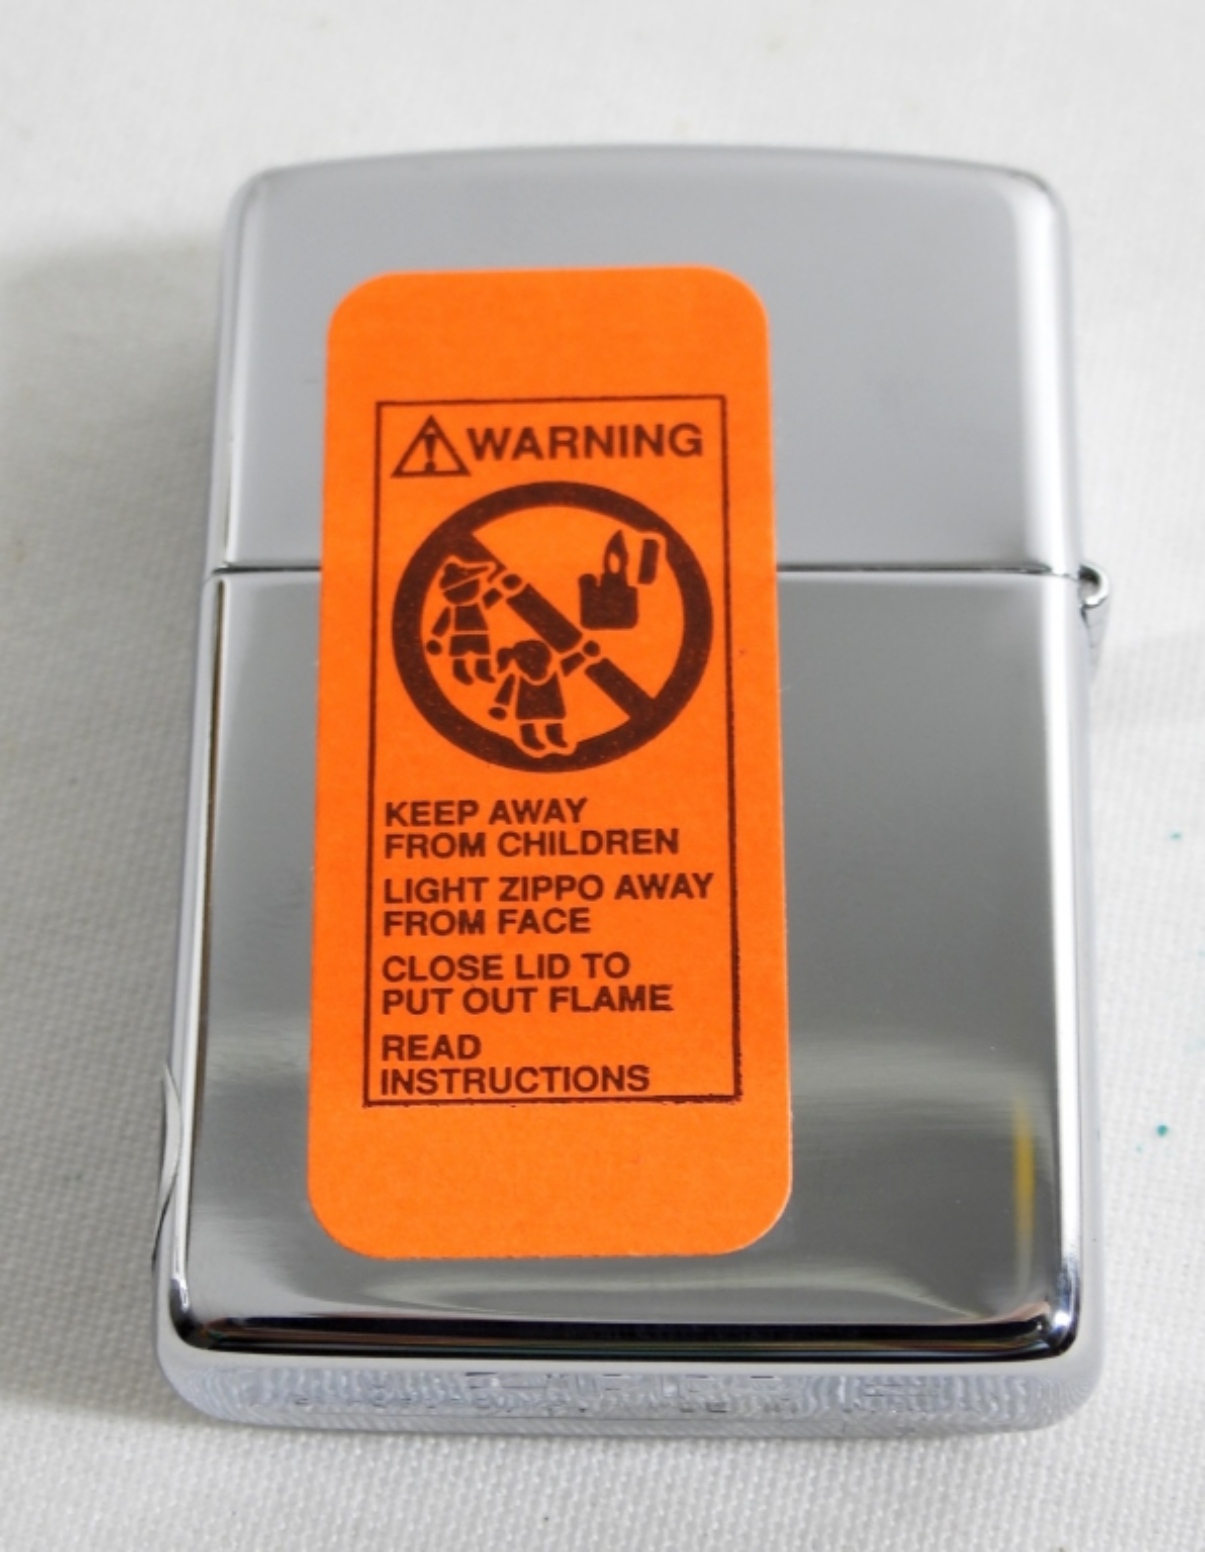 WARNING
KEEP AWAY
FROM CHILDREN
LIGHT ZIPPO AWAY
FROM FACE
CLOSE LID TO
PUT OUT FLAME
READ
INSTRUCTIONS